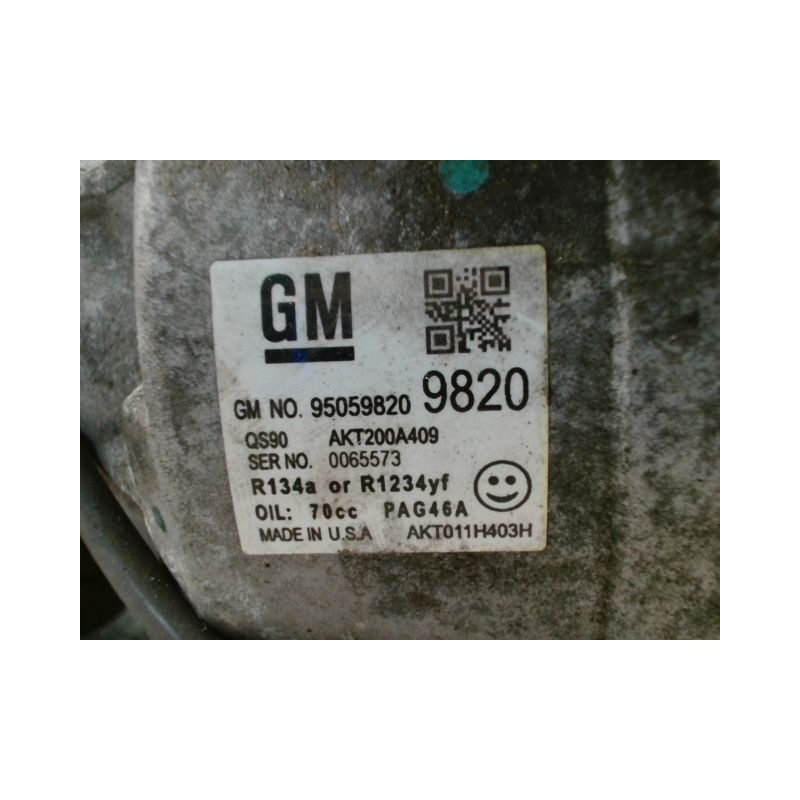 GM
GM NO. 95059820 9820
QS90 AKT200A409
SER NO. 0065573
R134a or R1234yf
OIL: 70cc PAG46A
MADE IN U.S.A AKT011H403H